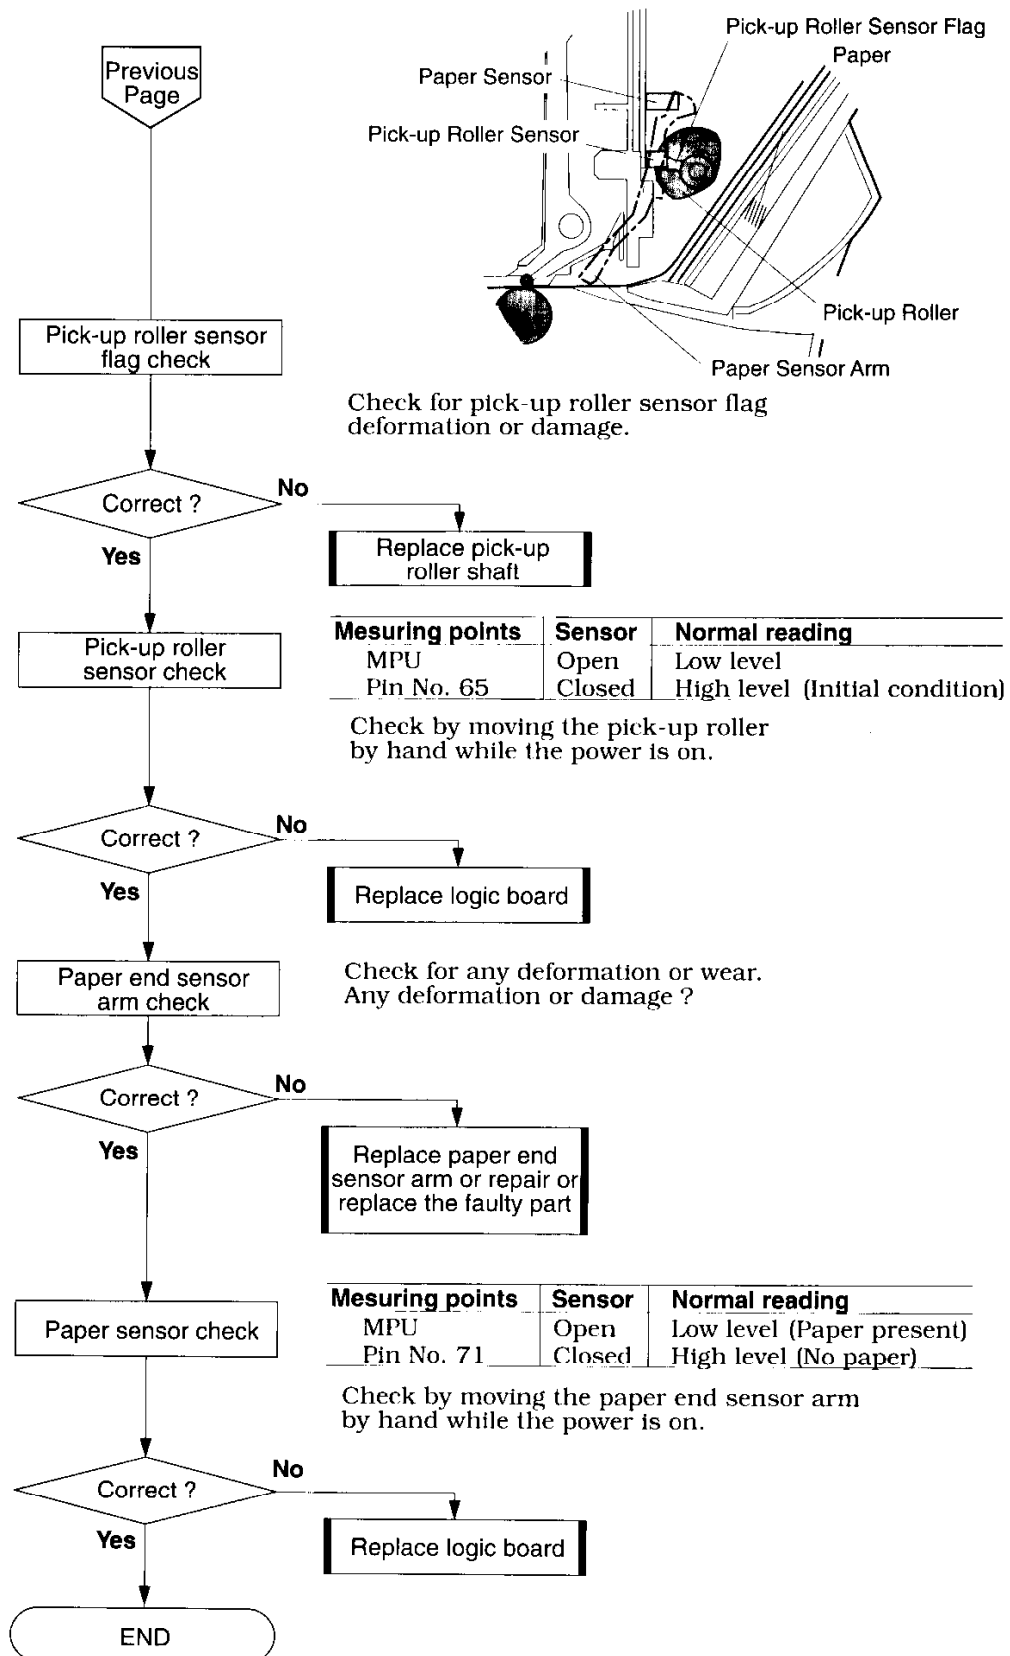 Previous
Page
Pick-up Roller Sensor Flag
Paper
Paper Sensor
Pick-up Roller Sensor
Pick-up Roller
Paper Sensor Arm
Pick-up roller sensor
flag check
Check for pick-up roller sensor flag
deformation or damage.
Correct ?
No
Yes
Replace pick-up
roller shaft
Pick-up roller
sensor check
Mesuring points Sensor Normal reading
MPU Open Low level
Pin No. 65 Closed High level (Initial condition)
Check by moving the pick-up roller
by hand while the power is on.
Correct ?
No
Yes
Replace logic board
Paper end sensor
arm check
Check for any deformation or wear.
Any deformation or damage ?
Correct ?
No
Yes
Replace paper end
sensor arm or repair or
replace the faulty part
Paper sensor check
Mesuring points Sensor Normal reading
MPU Open Low level (Paper present)
Pin No. 71 Closed High level (No paper)
Check by moving the paper end sensor arm
by hand while the power is on.
Correct ?
No
Yes
Replace logic board
END